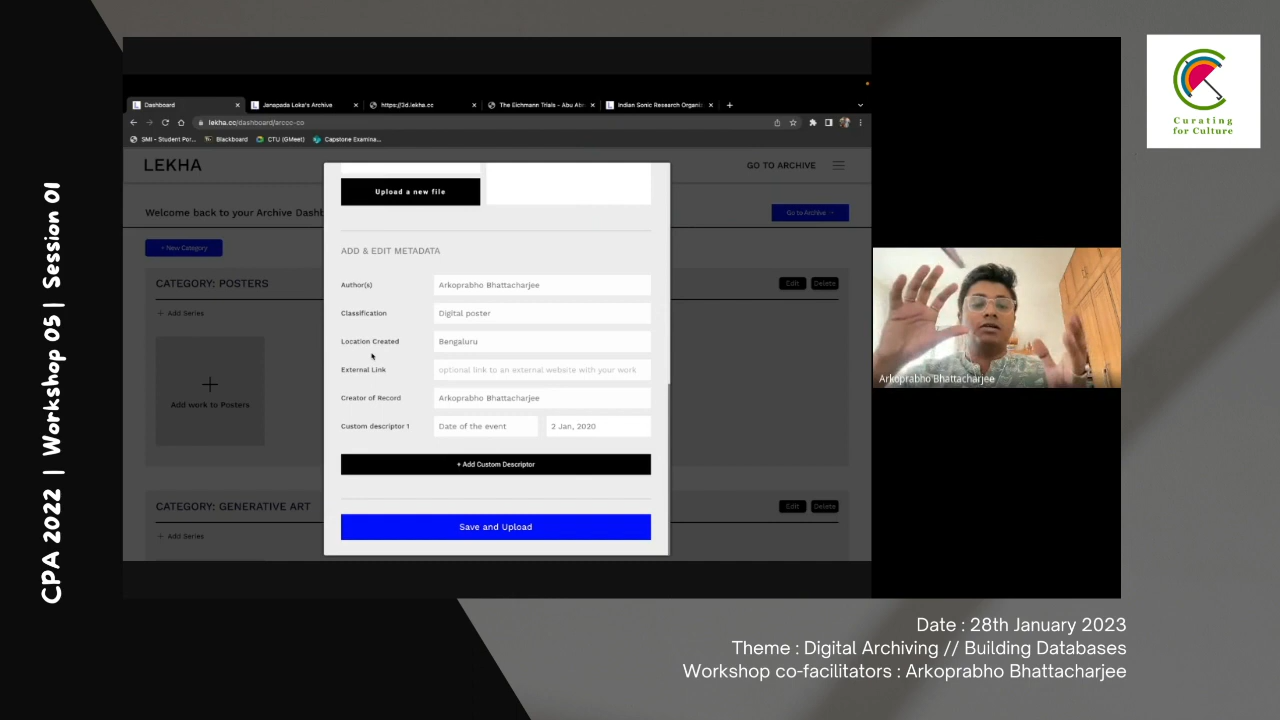 CPA 2022 | Workshop 05 | Session 01
Dashboard
Janapada Loka's Archive
https://3d.lekha.cc
The Eichmann Trials - Abu Atr
Indian Sonic Research Organi
lekha.cc/dashboard/arccc-co
SMI - Student Por...
Blackboard
CTU (GMeet)
Capstone Examina...
LEKHA
GO TO ARCHIVE
Welcome back to your Archive Dashb
Go to Archive →
+ New Category
CATEGORY: POSTERS
Edit
Delete
+ Add Series
+
Add work to Posters
CATEGORY: GENERATIVE ART
Edit
Delete
+ Add Series
Upload a new file
ADD & EDIT METADATA
Author(s)
Arkoprabho Bhattacharjee
Classification
Digital poster
Location Created
Bengaluru
External Link
optional link to an external website with your work
Creator of Record
Arkoprabho Bhattacharjee
Custom descriptor 1
Date of the event
2 Jan, 2020
+ Add Custom Descriptor
Save and Upload
Arkoprabho Bhattacharjee
Curating
for Culture
Date : 28th January 2023
Theme : Digital Archiving // Building Databases
Workshop co-facilitators : Arkoprabho Bhattacharjee